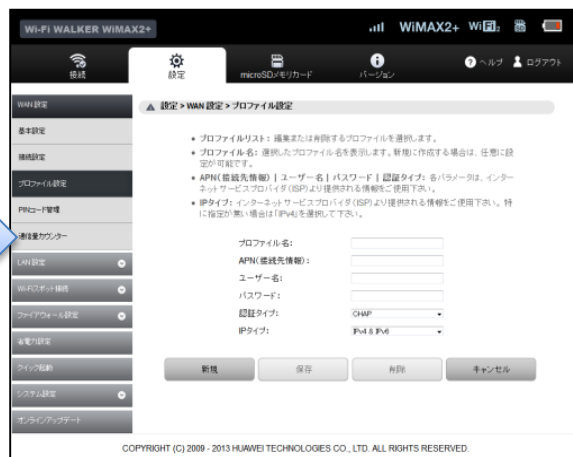 Wi-Fi WALKER WiMAX2+
WiMAX2+ Wi
接続
設定
microSDメモリカード
バージョン
ヘルプ
ログアウト
WAN 設定
基本設定
接続設定
プロファイル設定
PINコード管理
通信量カウンター
LAN 設定
Wi-Fiスポット接続
ファイアウォール設定
省電力設定
クイック起動
システム設定
オンラインアップデート
設定 > WAN 設定 > プロファイル設定
• プロファイルリスト: 編集または削除するプロファイルを選択します。
• プロファイル名: 選択したプロファイル名を表示します。新規に作成する場合は、任意に設
定が可能です。
• APN(接続先情報) | ユーザー名 | パスワード | 認証タイプ: 各パラメータは、インター
ネットサービスプロバイダ(ISP)より提供される情報をご使用下さい。
• IPタイプ: インターネットサービスプロバイダ(ISP)より提供される情報をご使用下さい。特
に指定が無い場合は「IPv4」を選択して下さい。
プロファイル名:
APN(接続先情報):
ユーザー名:
パスワード:
認証タイプ: CHAP
IPタイプ: IPv4 & IPv6
新規 保存 削除 キャンセル
COPYRIGHT (C) 2009 - 2013 HUAWEI TECHNOLOGIES CO., LTD. ALL RIGHTS RESERVED.